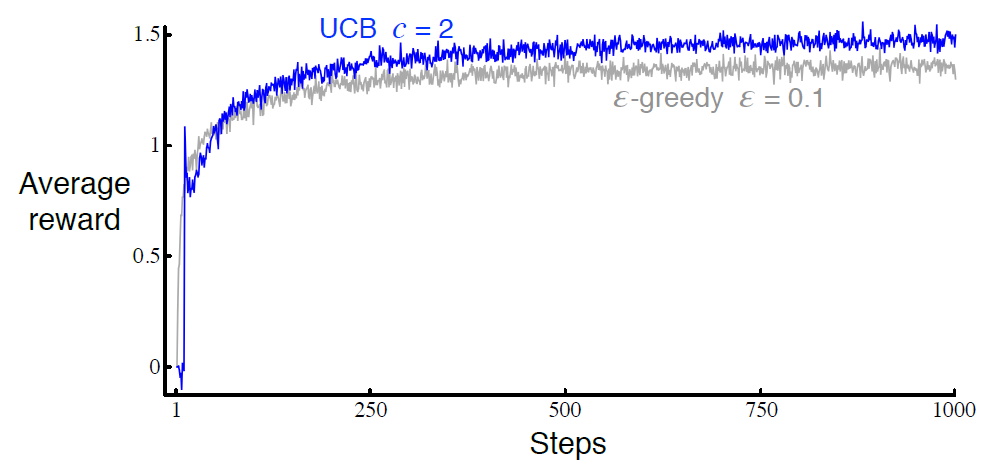 1.5
UCB c = 2
ε-greedy ε = 0.1
1
Average
reward
0.5
0
1 250 500 750 1000
Steps